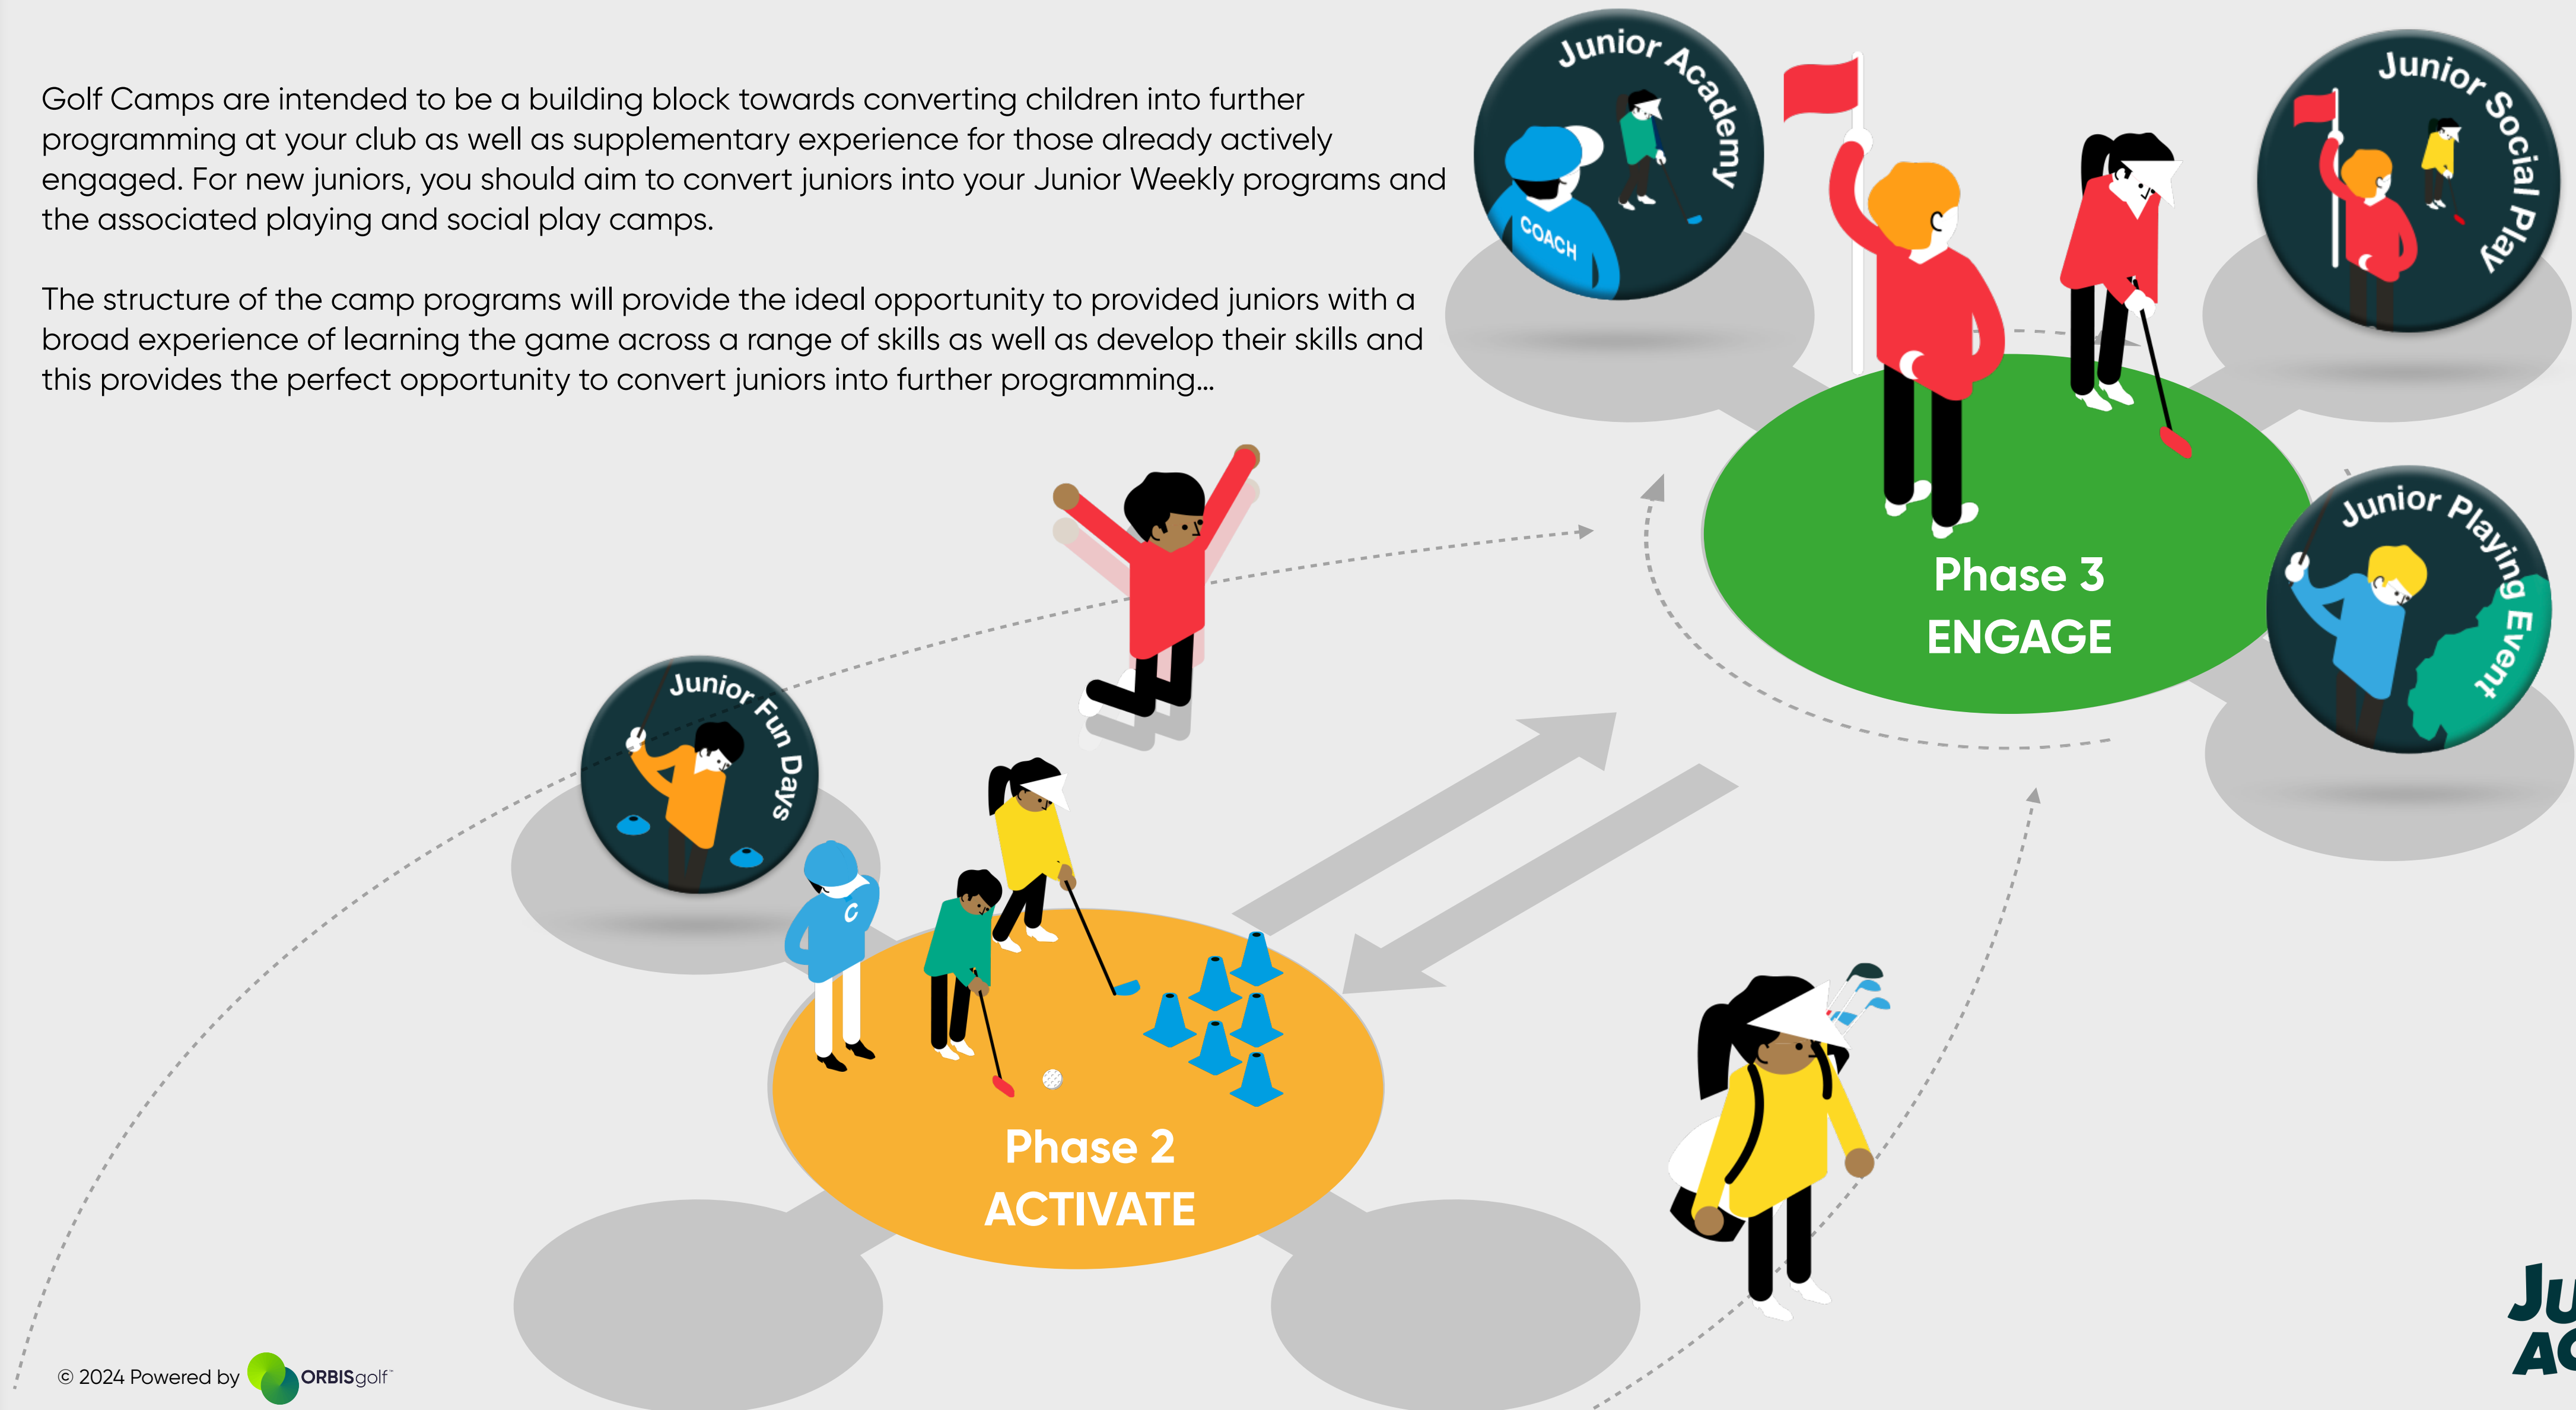 Golf Camps are intended to be a building block towards converting children into further
programming at your club as well as supplementary experience for those already actively
engaged. For new juniors, you should aim to convert juniors into your Junior Weekly programs and
the associated playing and social play camps.
The structure of the camp programs will provide the ideal opportunity to provided juniors with a
broad experience of learning the game across a range of skills as well as develop their skills and
this provides the perfect opportunity to convert juniors into further programming...
Junior Academy
COACH
Junior Social Play
Phase 3
ENGAGE
Junior Playing Event
Junior Fun Days
C
Phase 2
ACTIVATE
© 2024 Powered by ORBISgolf™